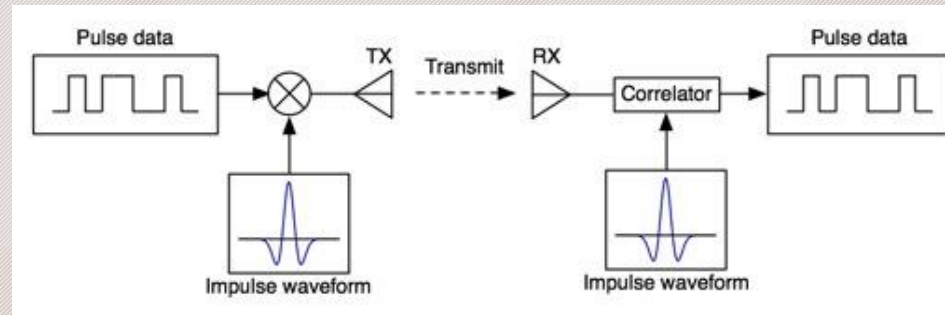 Pulse data
TX
Transmit
RX
Correlator
Pulse data
Impulse waveform
Impulse waveform